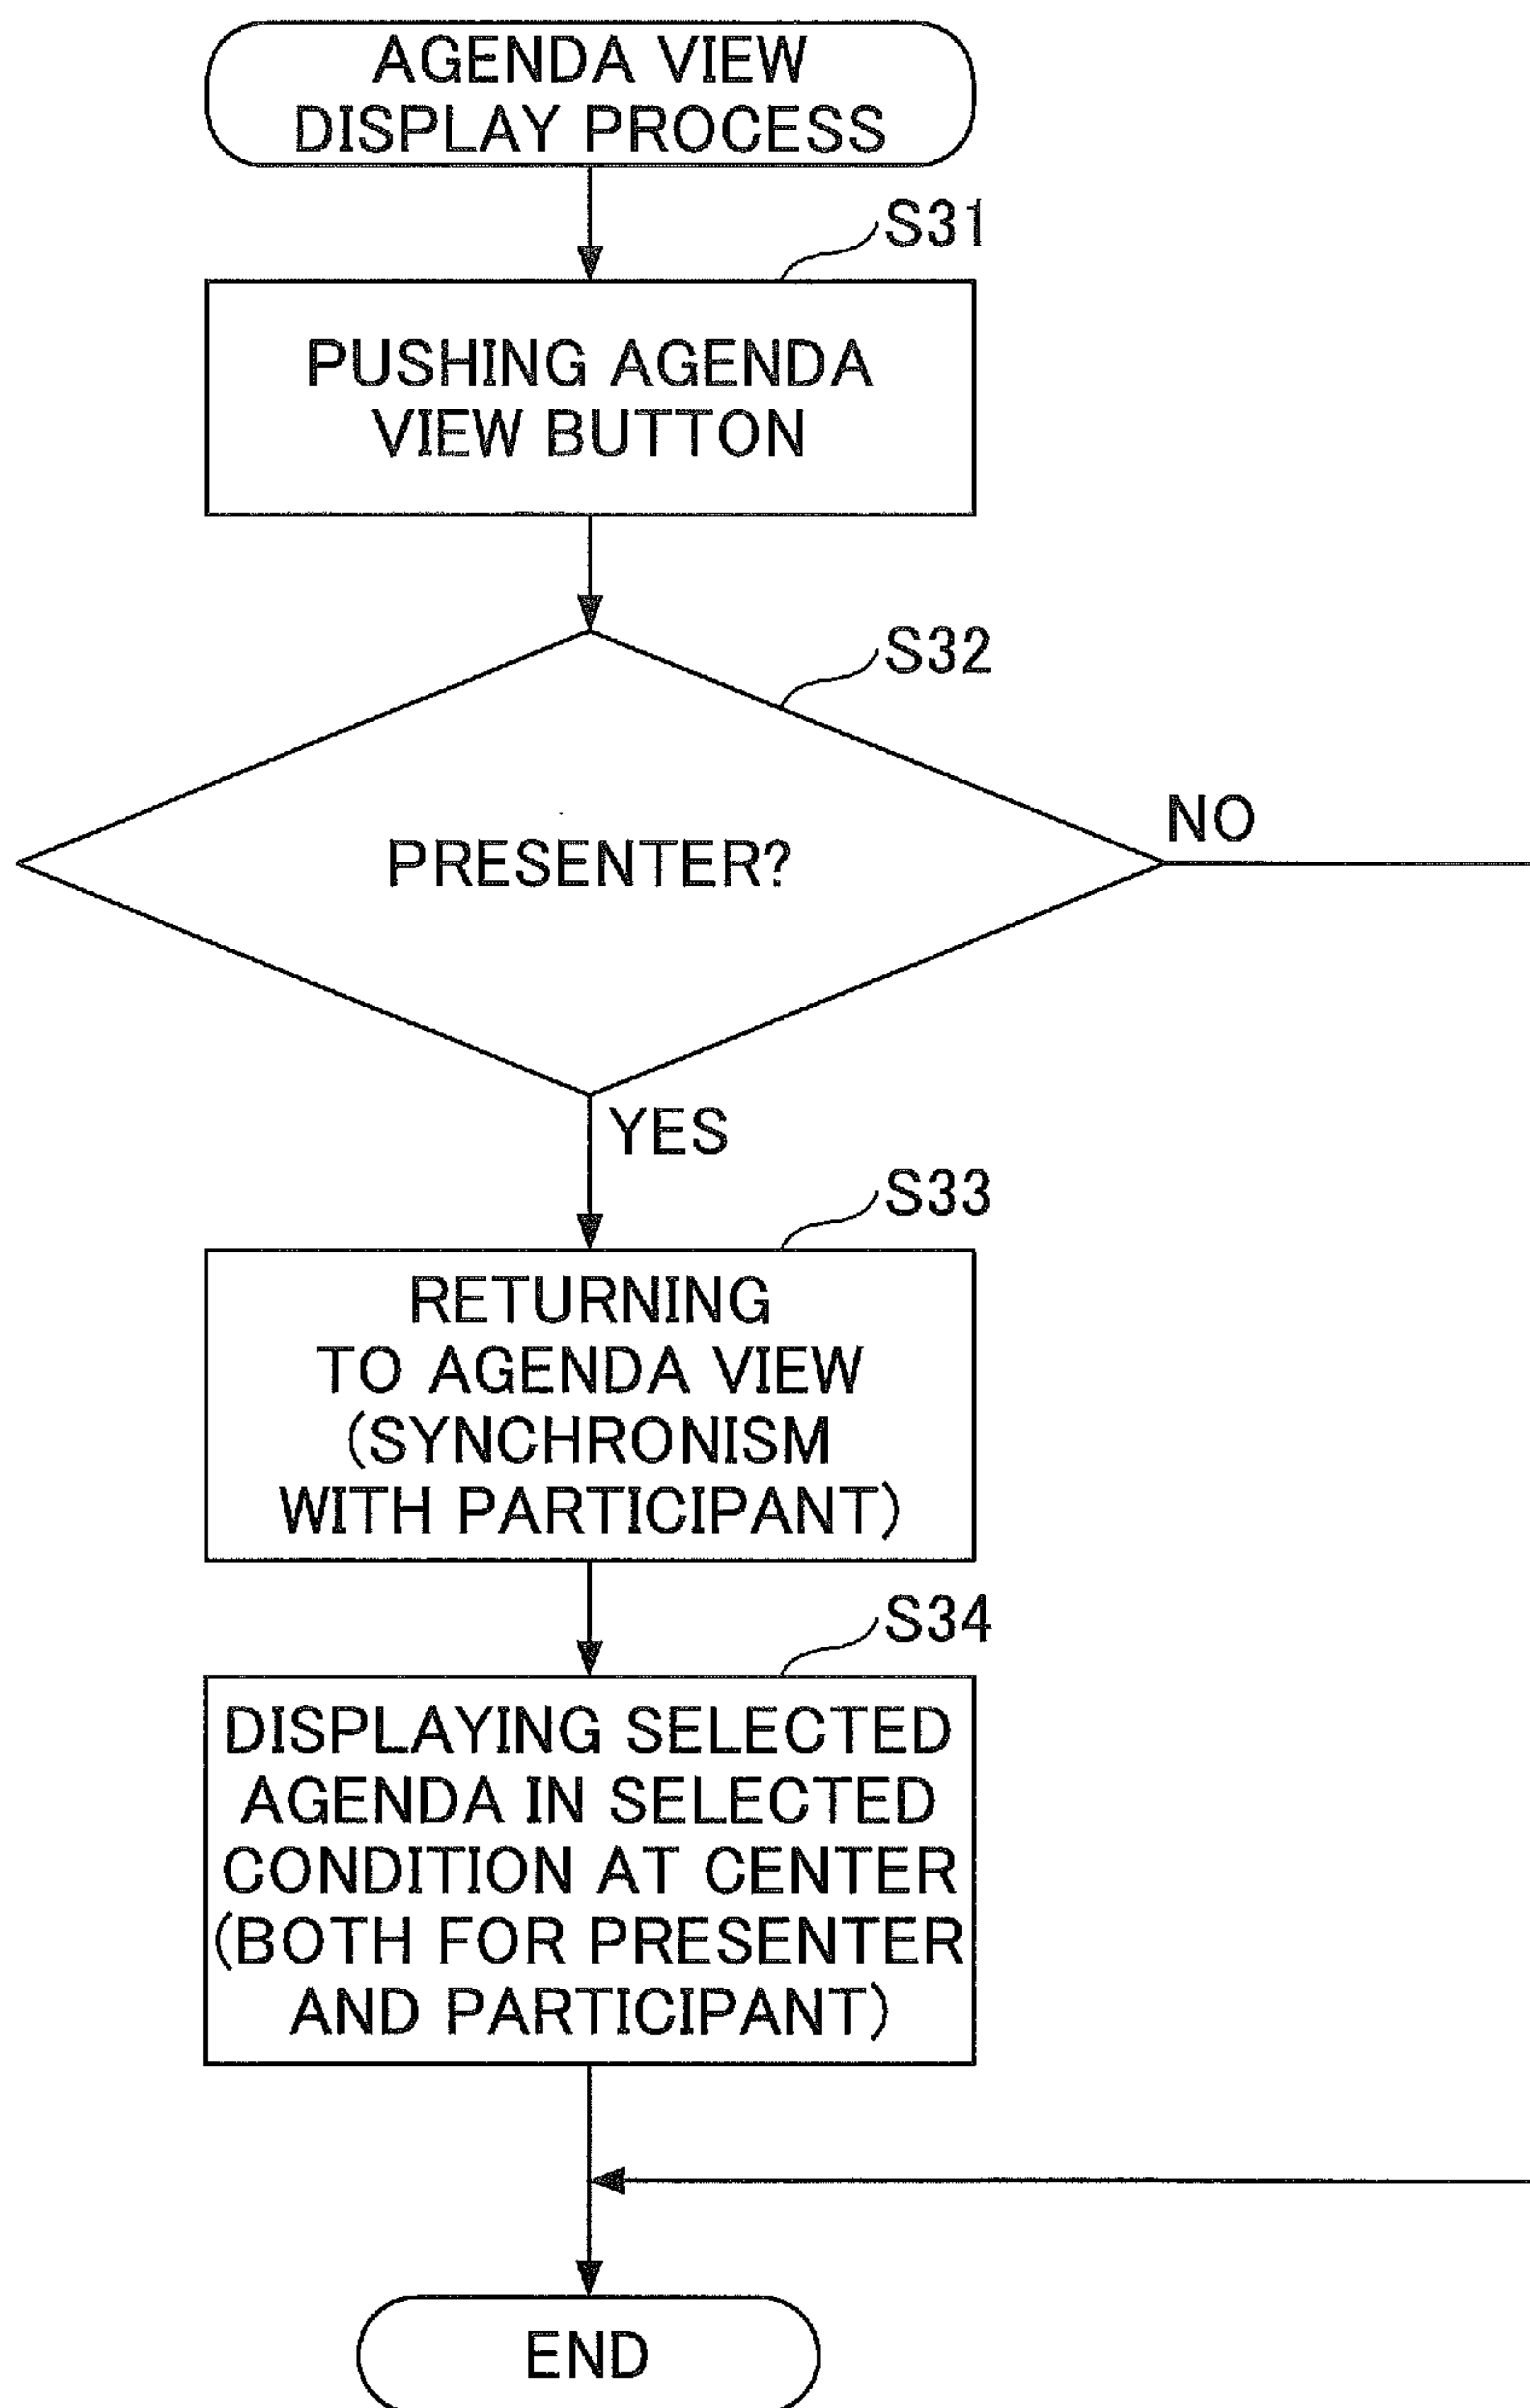 AGENDA VIEW
DISPLAY PROCESS
S31
PUSHING AGENDA
VIEW BUTTON
S32
PRESENTER?
NO
YES
S33
RETURNING
TO AGENDA VIEW
(SYNCHRONISM
WITH PARTICIPANT)
S34
DISPLAYING SELECTED
AGENDA IN SELECTED
CONDITION AT CENTER
(BOTH FOR PRESENTER
AND PARTICIPANT)
END